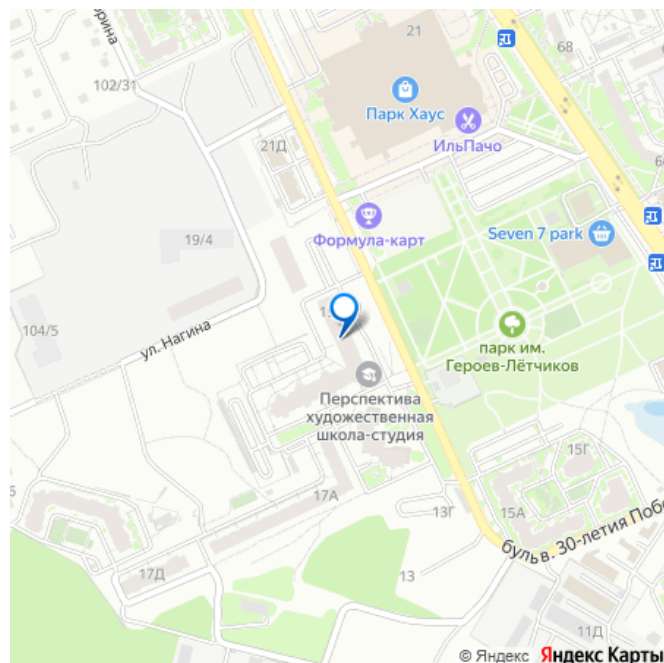 21
68
102/31
Парк Хаус
ИльПачо
21Д
19/4
Формула-карт
Seven 7 park
104/5
ул. Нагина
парк им.
Героев-Лётчиков
Перспектива
художественная
школа-студия
15Г
17А
13Г
15А
бульв. 30-летия Побе
17Д
13
11Д
© Яндекс Яндекс Карты